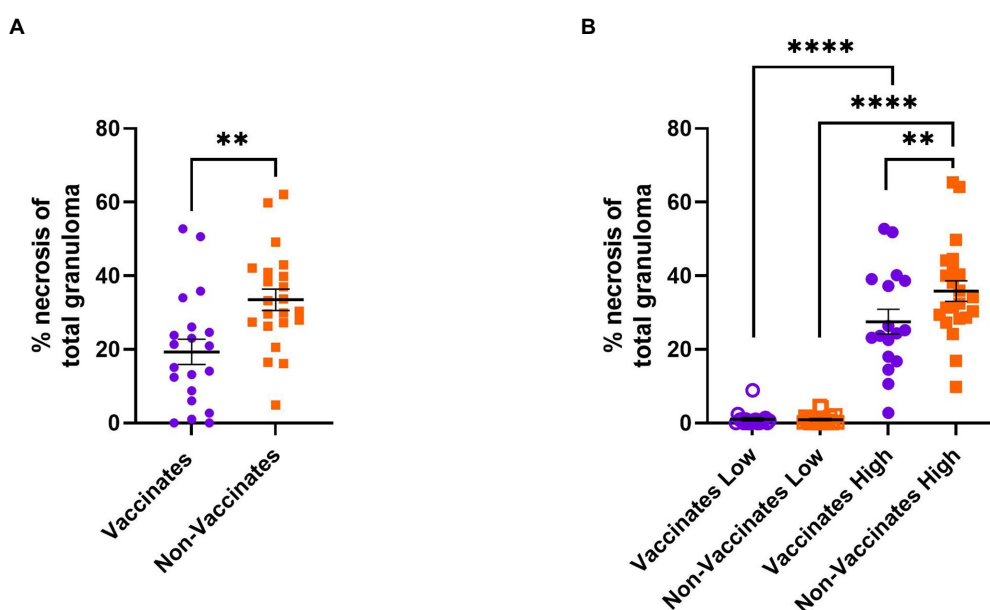 A
B
% necrosis of
total granuloma
80
60
40
20
0
**
Vaccinates
Non-Vaccinates
% necrosis of
total granuloma
80
60
40
20
0
****
****
**
Vaccinates Low
Non-Vaccinates Low
Vaccinates High
Non-Vaccinates High